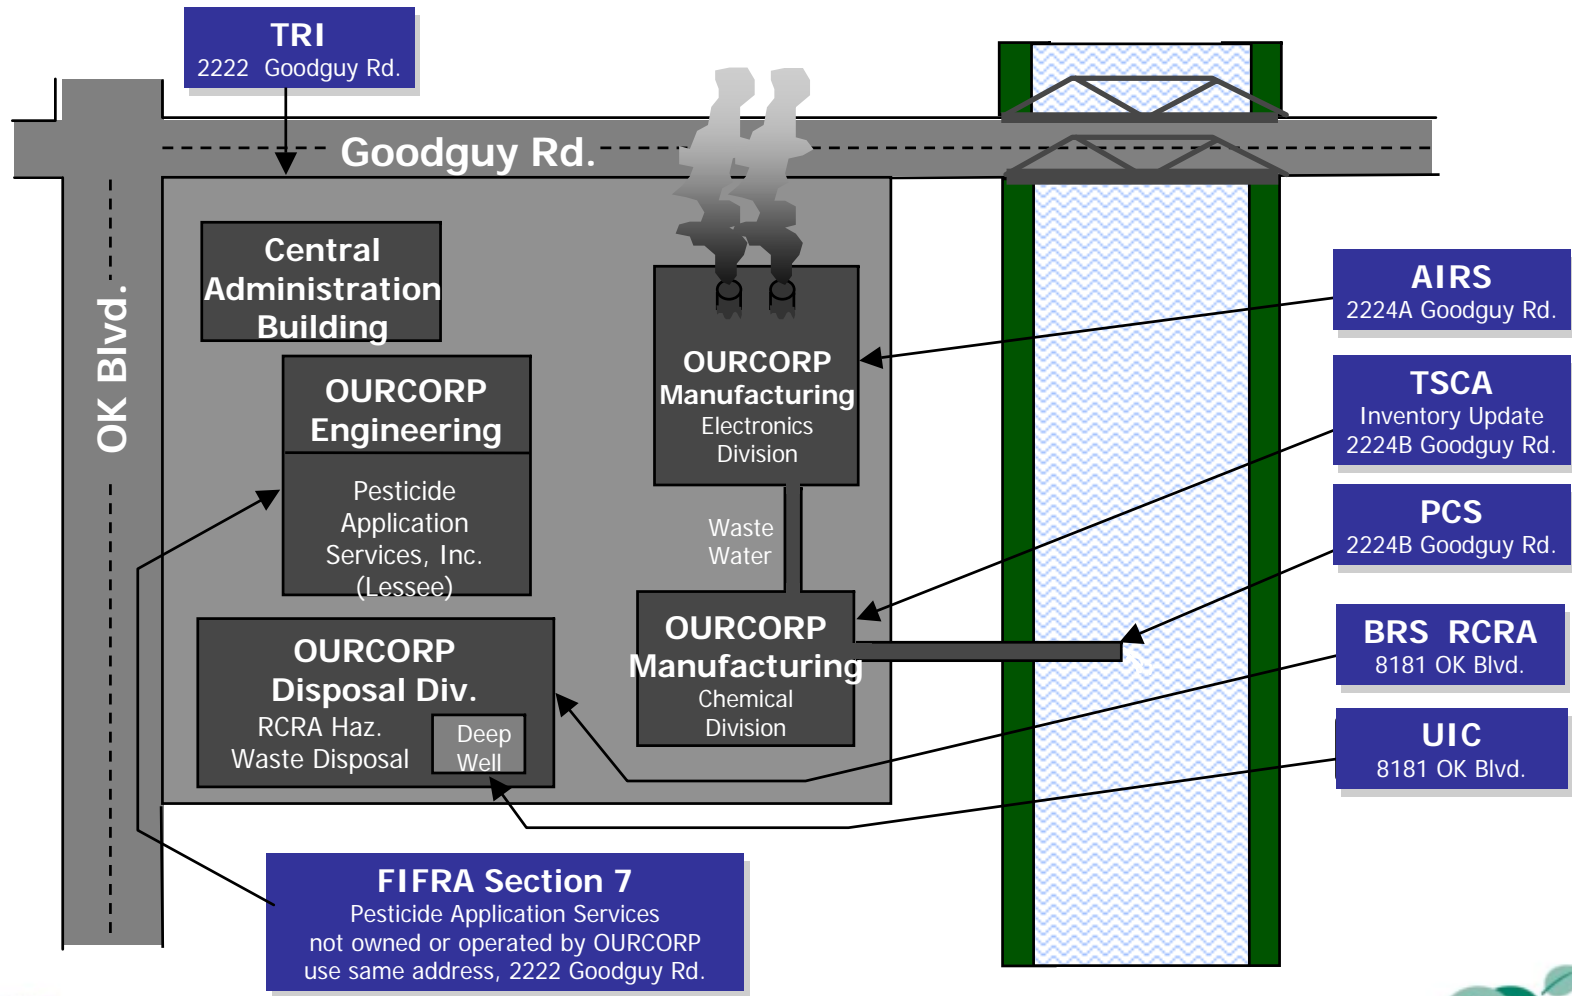 TRI
2222 Goodguy Rd.
Goodguy Rd.
OK Blvd.
Central
Administration
Building
OURCORP
Engineering
Pesticide
Application
Services, Inc.
(Lessee)
OURCORP
Disposal Div.
RCRA Haz.
Waste Disposal
Deep
Well
OURCORP
Manufacturing
Electronics
Division
Waste
Water
OURCORP
Manufacturing
Chemical
Division
AIRS
2224A Goodguy Rd.
TSCA
Inventory Update
2224B Goodguy Rd.
PCS
2224B Goodguy Rd.
BRS RCRA
8181 OK Blvd.
UIC
8181 OK Blvd.
FIFRA Section 7
Pesticide Application Services
not owned or operated by OURCORP
use same address, 2222 Goodguy Rd.